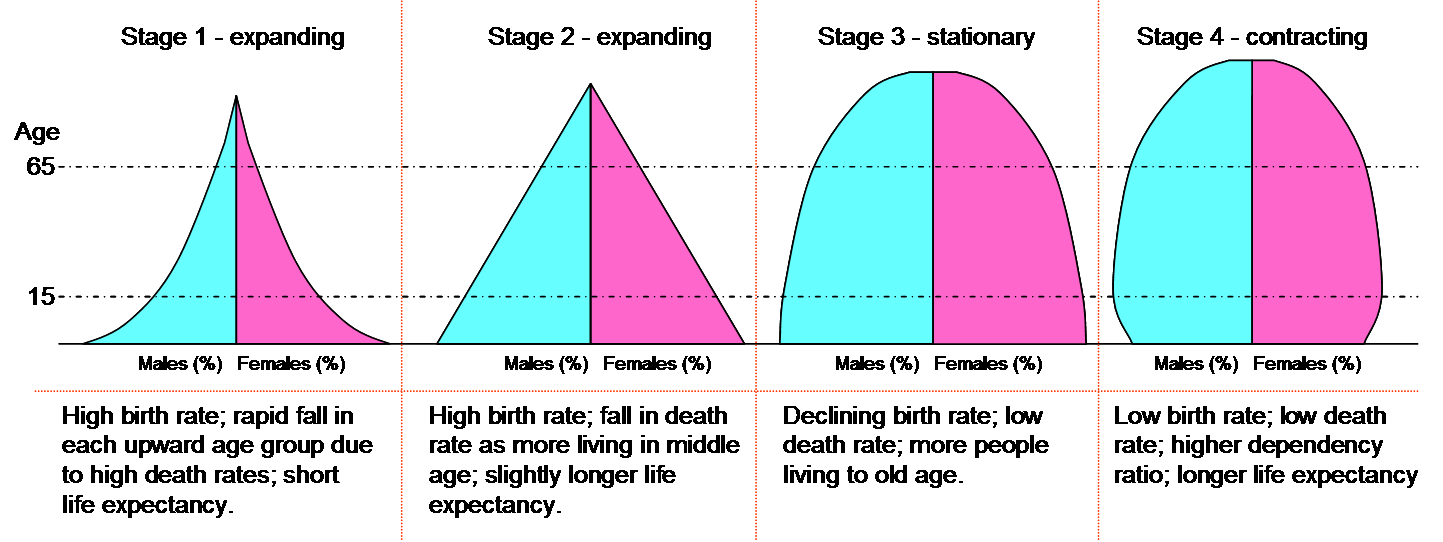 Stage 1 - expanding
Stage 2 - expanding
Stage 3 - stationary
Stage 4 - contracting
Age
65
15
Males (%) Females (%)
Males (%) Females (%)
Males (%) Females (%)
Males (%) Females (%)
High birth rate; rapid fall in
each upward age group due
to high death rates; short
life expectancy.
High birth rate; fall in death
rate as more living in middle
age; slightly longer life
expectancy.
Declining birth rate; low
death rate; more people
living to old age.
Low birth rate; low death
rate; higher dependency
ratio; longer life expectancy